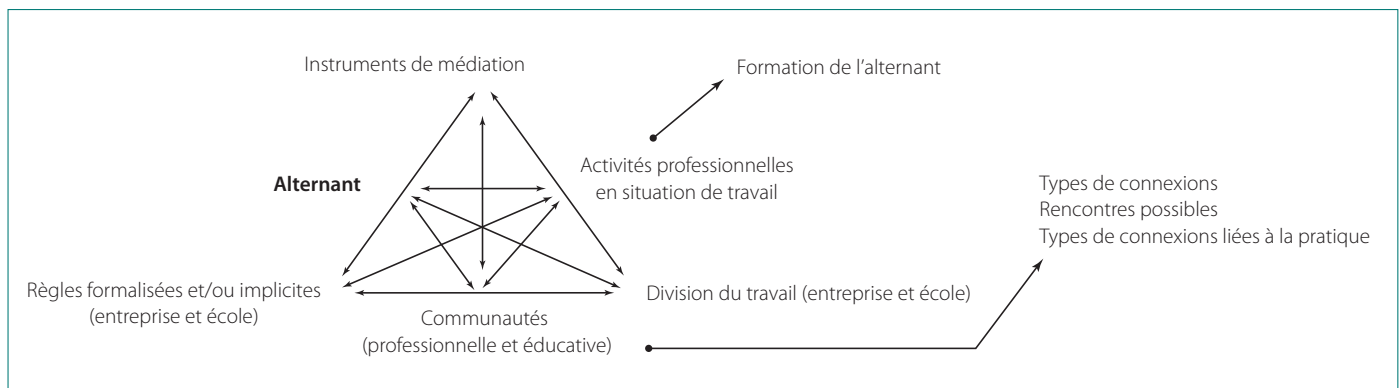 Instruments de médiation
Formation de l'alternant
Alternant
Activités professionnelles
en situation de travail
Types de connexions
Rencontres possibles
Types de connexions liées à la pratique
Règles formalisées et/ou implicites
(entreprise et école)
Communautés
(professionnelle et éducative)
Division du travail (entreprise et école)